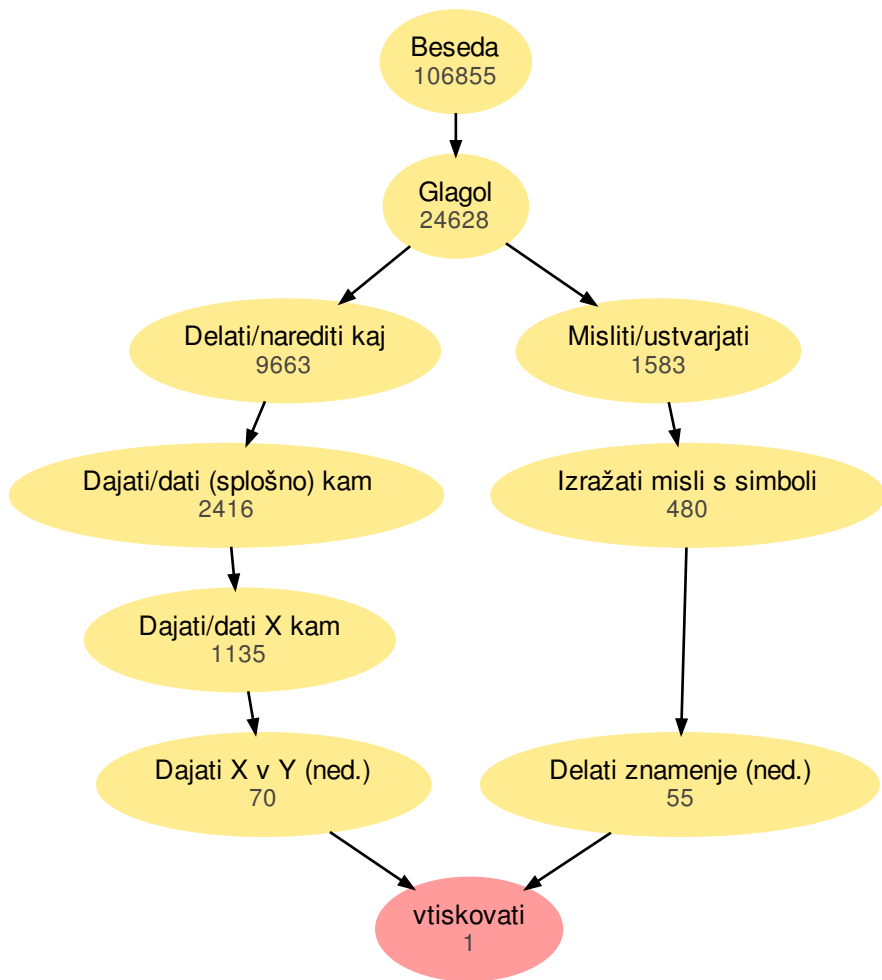 Beseda
106855
Glagol
24628
Delati/narediti kaj
9663
Misliti/ustvarjati
1583
Dajati/dati (splošno) kam
2416
Izražati misli s simboli
480
Dajati/dati X kam
1135
Dajati X v Y (ned.)
70
Delati znamenje (ned.)
55
vtiskovati
1